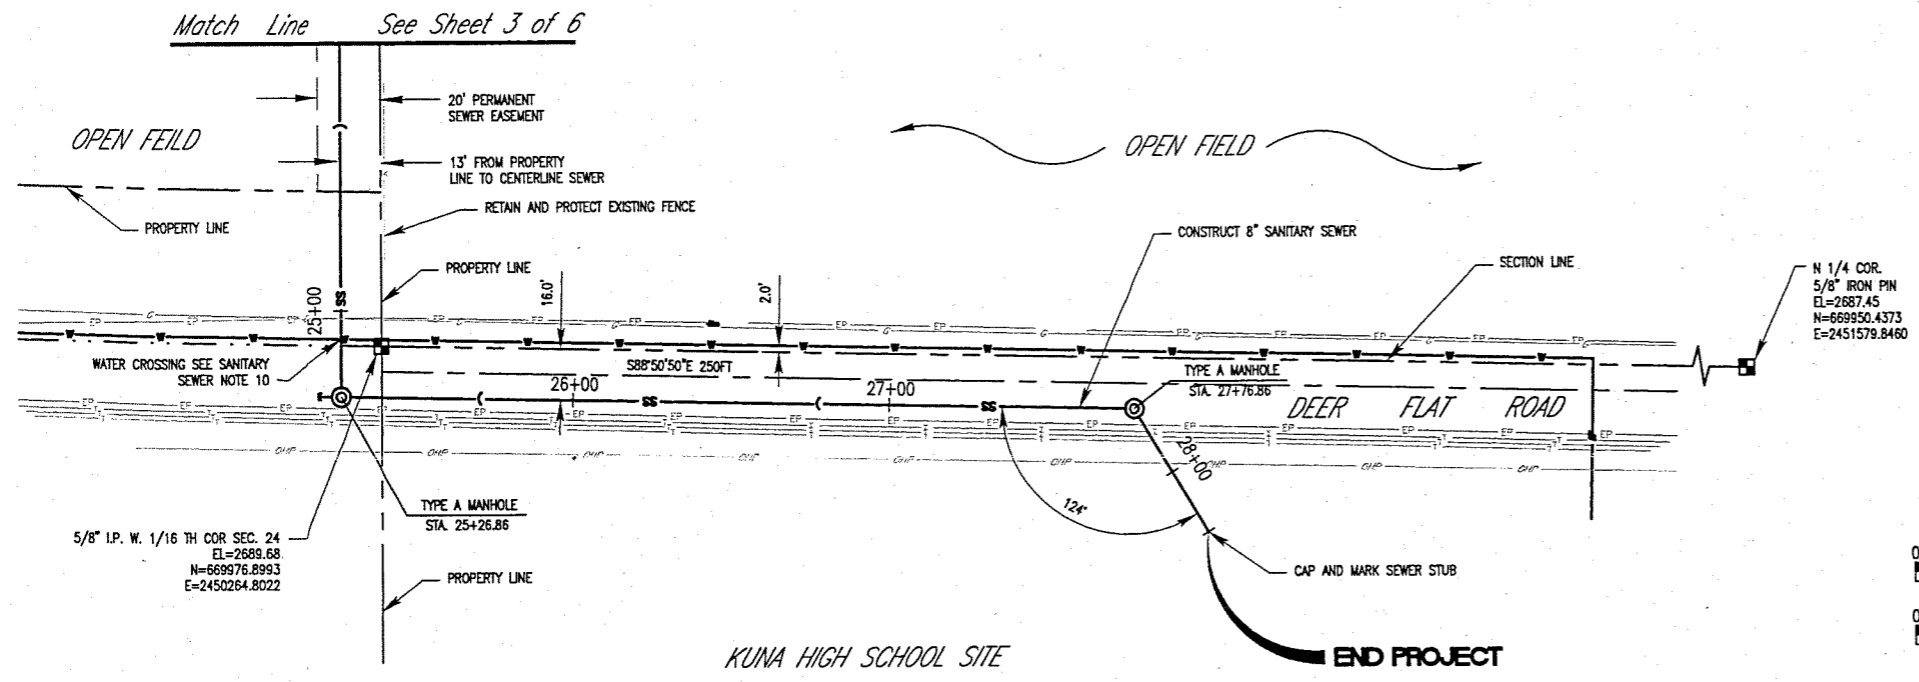 Match Line See Sheet 3 of 6
20' PERMANENT
SEWER EASEMENT
OPEN FEILD
OPEN FIELD
13' FROM PROPERTY
LINE TO CENTERLINE SEWER
RETAIN AND PROTECT EXISTING FENCE
PROPERTY LINE
CONSTRUCT 8" SANITARY SEWER
PROPERTY LINE
SECTION LINE
N 1/4 COR.
5/8" IRON PIN
EL=2687.45
N=669950.4373
E=2451579.8460
16.0'
2.0'
25+00
SS
WATER CROSSING SEE SANITARY
SEWER NOTE 10
S88°50'50"E 250FT
TYPE A MANHOLE
STA. 27+76.86
26+00
27+00
SS
SS
DEER FLAT ROAD
28+00
124°
TYPE A MANHOLE
STA. 25+26.86
5/8" I.P. W. 1/16 TH COR SEC. 24
EL=2689.68
N=669976.8993
E=2450264.8022
PROPERTY LINE
CAP AND MARK SEWER STUB
KUNA HIGH SCHOOL SITE
END PROJECT